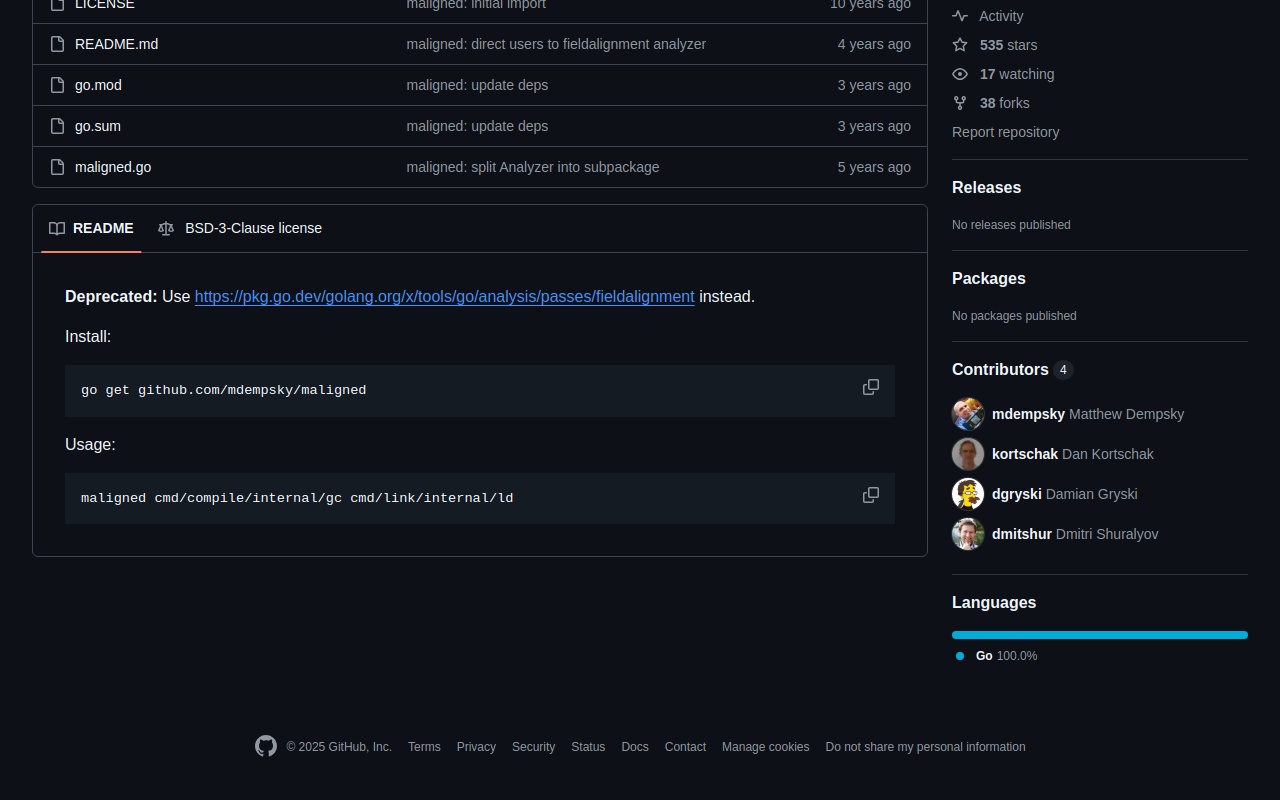 LICENSE maligned: initial import 10 years ago
README.md maligned: direct users to fieldalignment analyzer 4 years ago
go.mod maligned: update deps 3 years ago
go.sum maligned: update deps 3 years ago
maligned.go maligned: split Analyzer into subpackage 5 years ago
README BSD-3-Clause license
Deprecated: Use https://pkg.go.dev/golang.org/x/tools/go/analysis/passes/fieldalignment instead.
Install:
go get github.com/mdempsky/maligned
Usage:
maligned cmd/compile/internal/gc cmd/link/internal/ld
Activity
535 stars
17 watching
38 forks
Report repository
Releases
No releases published
Packages
No packages published
Contributors 4
mdempsky Matthew Dempsky
kortschak Dan Kortschak
dgryski Damian Gryski
dmitshur Dmitri Shuralyov
Languages
Go 100.0%
© 2025 GitHub, Inc. Terms Privacy Security Status Docs Contact Manage cookies Do not share my personal information